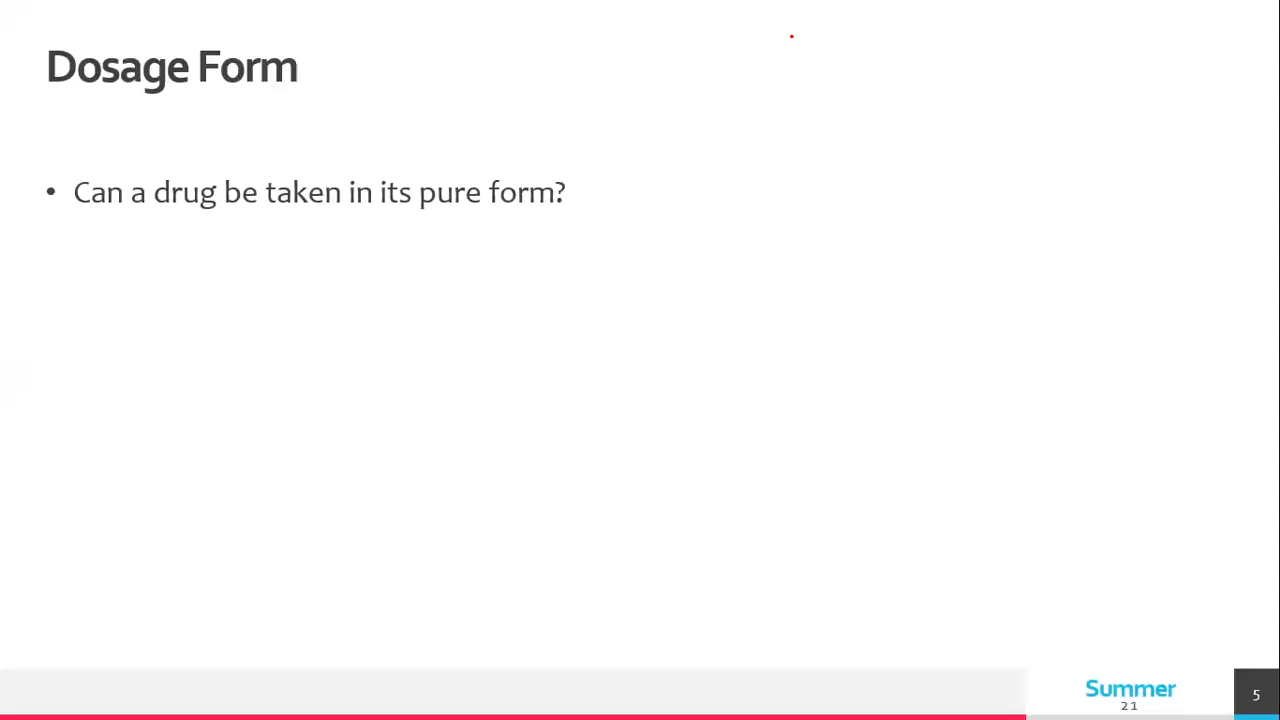 Dosage Form
• Can a drug be taken in its pure form?
Summer
21
5